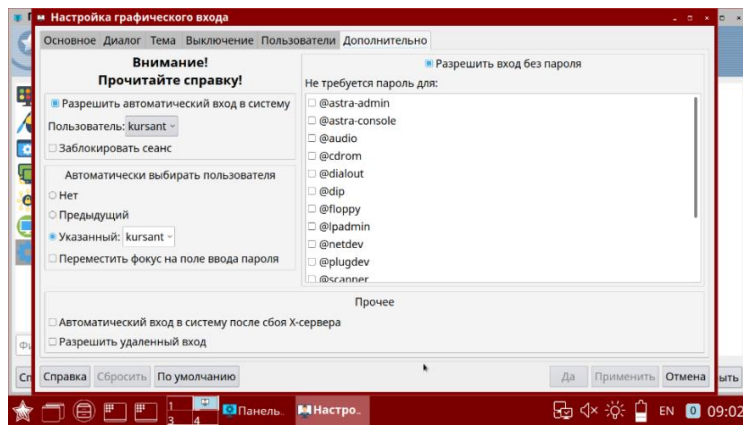 Настройка графического входа
Основное Диалог Тема Выключение Пользователи Дополнительно
Внимание!
Прочитайте справку!
Разрешить автоматический вход в систему
Пользователь: kursant
Заблокировать сеанс
Автоматически выбирать пользователя
Нет
Предыдущий
Указанный: kursant
Переместить фокус на поле ввода пароля
Разрешить вход без пароля
Не требуется пароль для:
@astra-admin
@astra-console
@audio
@cdrom
@dialout
@dip
@floppy
@lpadmin
@netdev
@plugdev
@scanner
Прочее
Автоматический вход в систему после сбоя X-сервера
Разрешить удаленный вход
Справка Сбросить По умолчанию Да Применить Отмена
1 3 4 Панель.. Настро.. EN 0 09:02